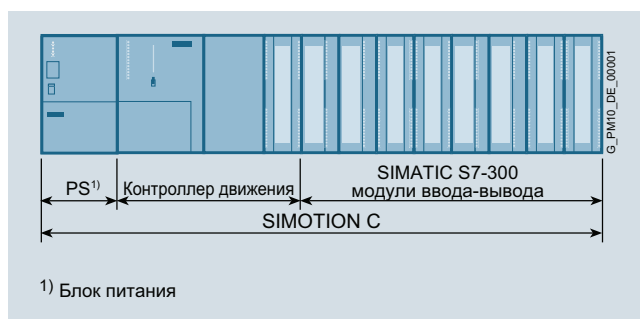 G_PM10_DE_00001
PS1)
Контроллер движения
SIMATIC S7-300
модули ввода-вывода
SIMOTION C
1) Блок питания